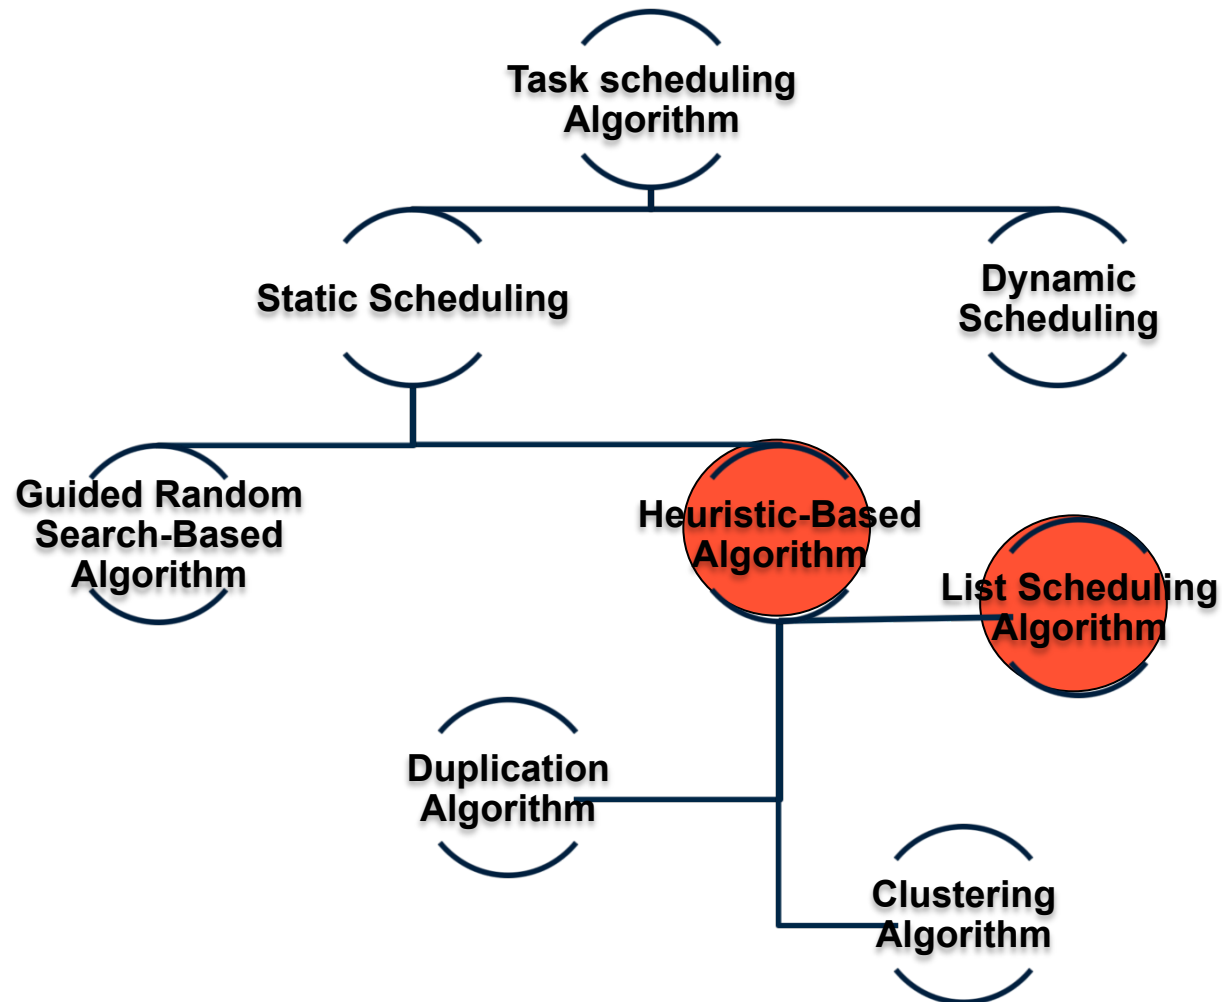 Task scheduling
Algorithm
Static Scheduling
Dynamic
Scheduling
Guided Random
Search-Based
Algorithm
Heuristic-Based
Algorithm
List Scheduling
Algorithm
Duplication
Algorithm
Clustering
Algorithm